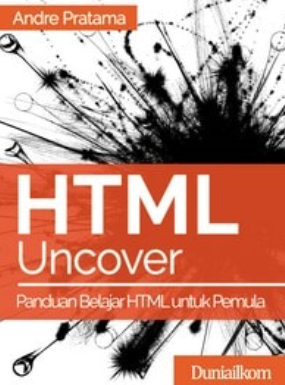 Andre Pratama
HTML
Uncover
Panduan Belajar HTML untuk Pemula
Duniailkom